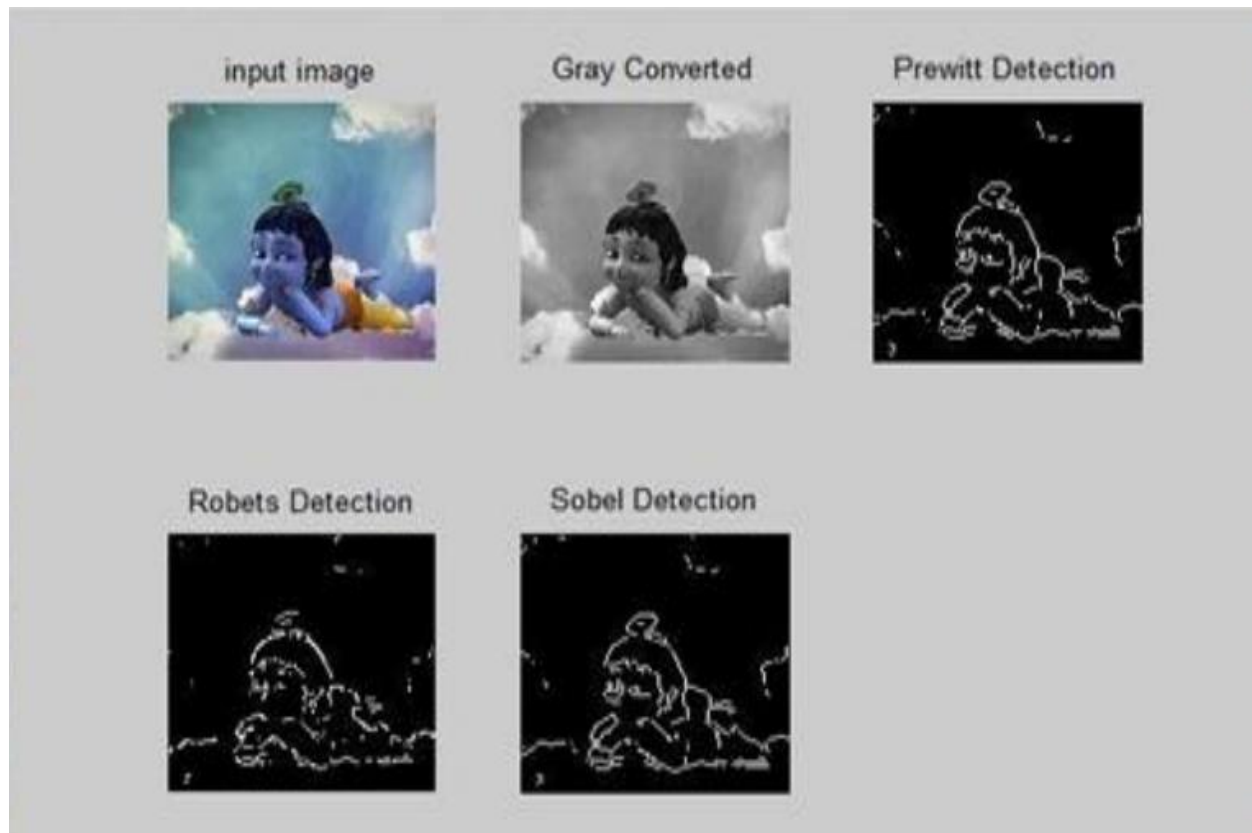 input image
Gray Converted
Prewitt Detection
Robets Detection
Sobel Detection